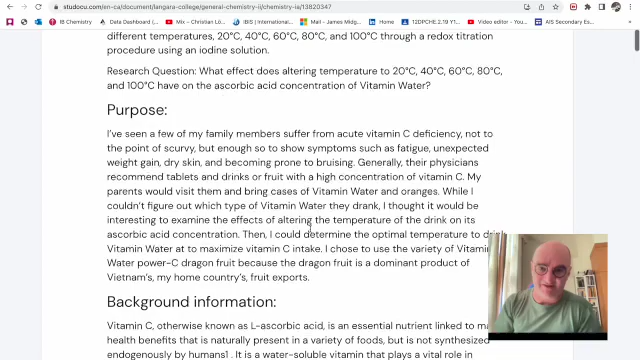 studocu.com/en-ca/document/langara-college/general-chemistry-ii/chemistry-ia/13820347
IB Chemistry
Data Dashboard
Mix – Christian Lö
IBIS – International
Mail – James Midg
12DPCHE.2.2019 o
Video editor – You
AIS Secondary Es
different temperatures, 20°C, 40°C, 60°C, 80°C, and 100°C through a redox titration
procedure using an iodine solution.
Research Question: What effect does altering temperature to 20°C, 40°C, 60°C, 80°C,
and 100°C have on the ascorbic acid concentration of Vitamin Water?
Purpose:
I've seen a few of my family members suffer from acute vitamin C deficiency, not to
the point of scurvy, but enough so to show symptoms such as fatigue, unexpected
weight gain, dry skin, and becoming prone to bruising. Generally, their physicians
recommend tablets and drinks or fruit with a high concentration of vitamin C. My
parents would visit them and bring cases of Vitamin Water and oranges. While I
couldn't figure out which type of Vitamin Water they drank, I thought it would be
interesting to examine the effects of altering the temperature of the drink on its
ascorbic acid concentration. Then, I could determine the optimal temperature to drink
Vitamin Water at to maximize vitamin C intake. I chose to use the variety of Vitamin
Water power-C dragon fruit because the dragon fruit is a dominant product of
Vietnam's, my home country's, fruit exports.
Background information:
Vitamin C, otherwise known as L-ascorbic acid, is an essential nutrient linked to
health benefits that is naturally present in a variety of foods, but is not synthesized
endogenously by humans1 . It is a water-soluble vitamin that plays a vital role in